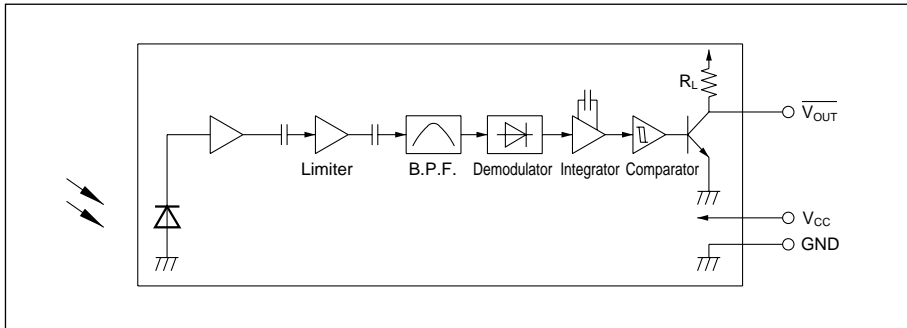 RL
VOUT
Limiter
B.P.F.
Demodulator
Integrator
Comparator
VCC
GND